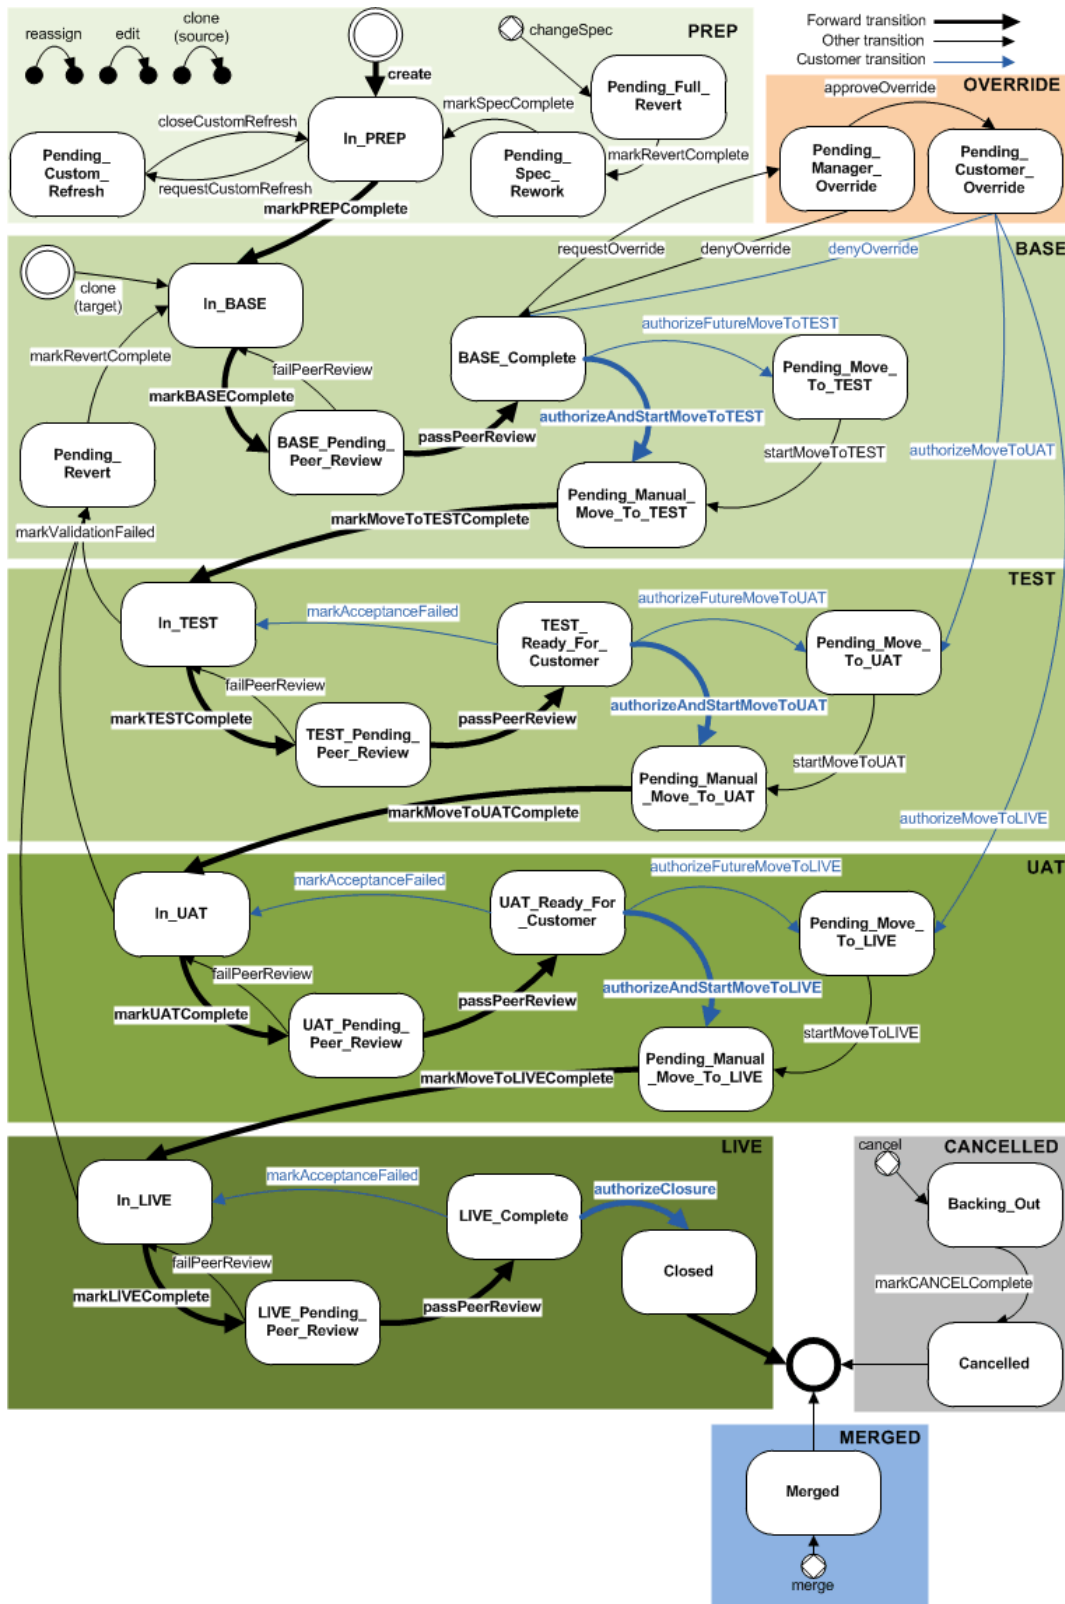 reassign
edit
clone
(source)
changeSpec
PREP
Forward transition
Other transition
Customer transition
create
Pending_Full_
Revert
OVERRIDE
approveOverride
markSpecComplete
closeCustomRefresh
In_PREP
Pending_
Custom_
Refresh
requestCustomRefresh
Pending_
Spec_
Rework
markRevertComplete
Pending_
Manager_
Override
Pending_
Customer_
Override
markPREPComplete
requestOverride
denyOverride
denyOverride
BASE
clone
(target)
In_BASE
markRevertComplete
failPeerReview
markBASEComplete
BASE_Complete
authorizeFutureMoveToTEST
Pending_Move_
To_TEST
authorizeAndStartMoveToTEST
passPeerReview
BASE_Pending_
Peer_Review
Pending_
Revert
startMoveToTEST
authorizeMoveToUAT
Pending_Manual_
Move_To_TEST
markMoveToTESTComplete
markValidationFailed
TEST
In_TEST
markAcceptanceFailed
TEST_
Ready_For_
Customer
authorizeFutureMoveToUAT
Pending_Move_
To_UAT
failPeerReview
markTESTComplete
passPeerReview
authorizeAndStartMoveToUAT
TEST_Pending_
Peer_Review
startMoveToUAT
Pending_Manual
_Move_To_UAT
markMoveToUATComplete
authorizeMoveToLIVE
UAT
In_UAT
markAcceptanceFailed
UAT_Ready_For
_Customer
authorizeFutureMoveToLIVE
Pending_Move_
To_LIVE
failPeerReview
markUATComplete
passPeerReview
authorizeAndStartMoveToLIVE
UAT_Pending_
Peer_Review
startMoveToLIVE
Pending_Manual
_Move_To_LIVE
markMoveToLIVEComplete
LIVE
In_LIVE
markAcceptanceFailed
LIVE_Complete
authorizeClosure
Closed
failPeerReview
markLIVEComplete
passPeerReview
LIVE_Pending_
Peer_Review
cancel
CANCELLED
Backing_Out
markCANCELComplete
Cancelled
MERGED
Merged
merge